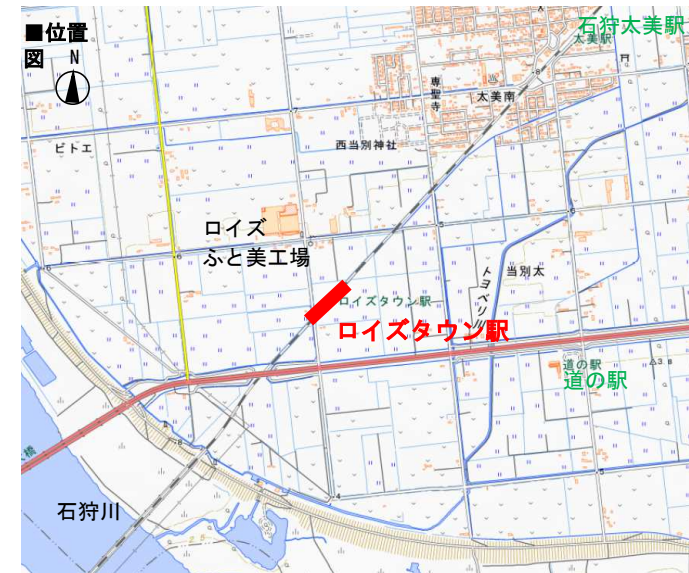 ■位置
図
N
石狩太美駅
太美駅
専聖寺
太美南
ビトエ
西当別神社
ロイズ
ふと美工場
当別太
トヨベリ川
ロイズタウン駅
ロイズタウン駅
道の駅
道の駅
石狩川